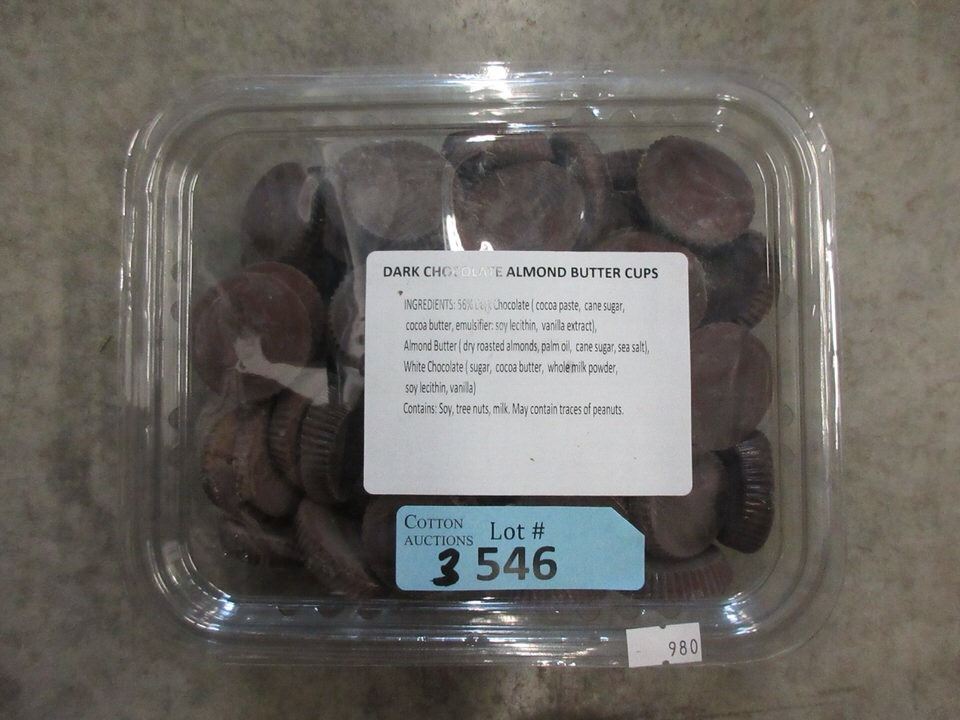 DARK CHOCOLATE ALMOND BUTTER CUPS
INGREDIENTS: 56% Dark Chocolate ( cocoa paste, cane sugar,
cocoa butter, emulsifier: soy lecithin, vanilla extract),
Almond Butter ( dry roasted almonds, palm oil, cane sugar, sea salt),
White Chocolate ( sugar, cocoa butter, whole milk powder,
soy lecithin, vanilla)
Contains: Soy, tree nuts, milk. May contain traces of peanuts.
COTTON
AUCTIONS
Lot #
3 546
980